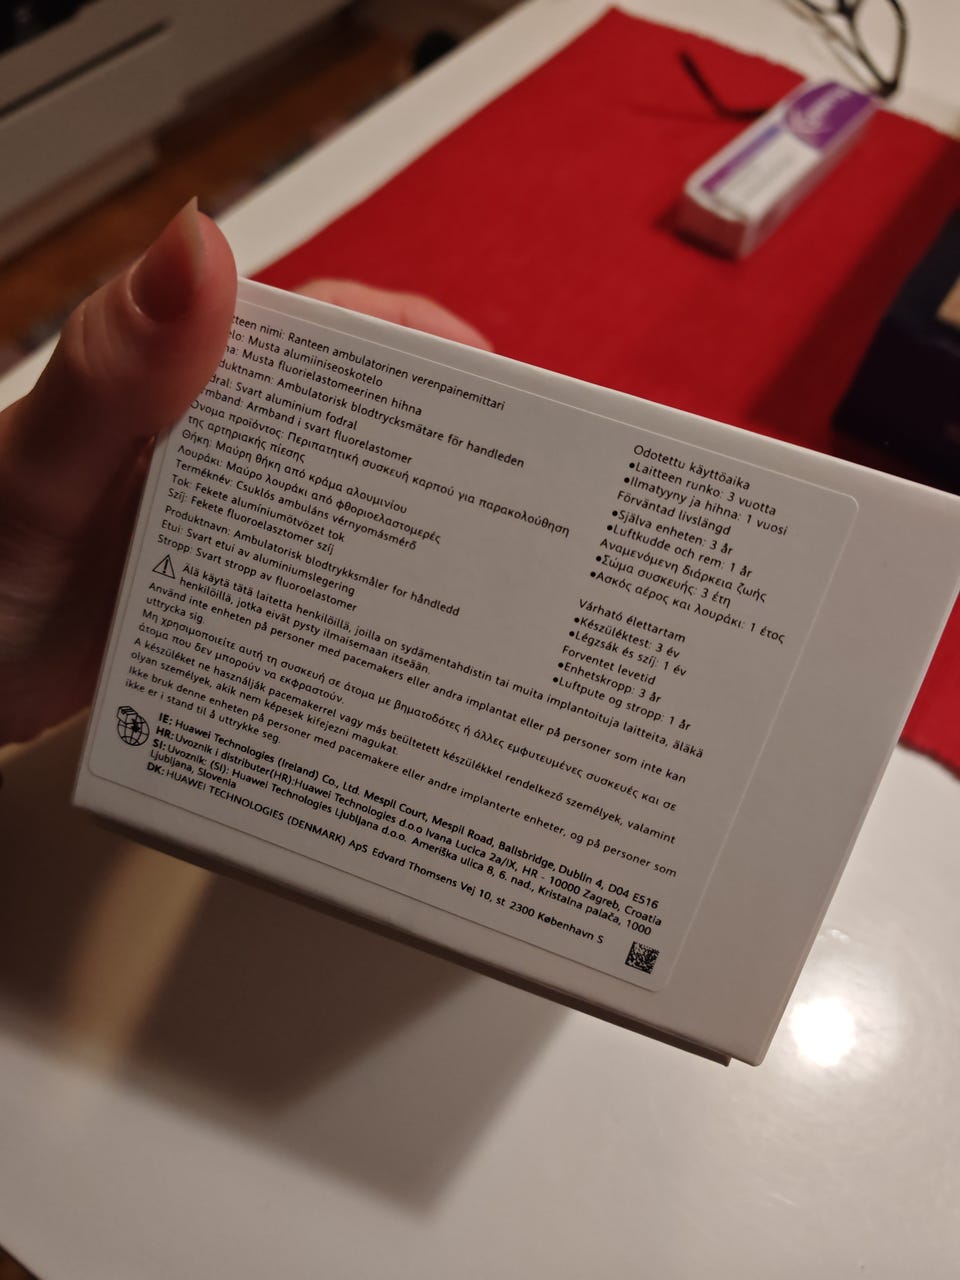 teen nimi: Ranteen ambulatorinen verenpainemittari
elo: Musta alumiiniseoskotelo
na: Musta fluorielastomeerinen hihna
duktnamn: Ambulatorisk blodtrycksmätare för handleden
dral: Svart aluminium fodral
rmband: Armband i svart fluorelastomer
Όνομα προϊόντος: Περιπατητική συσκευή καρπού για παρακολούθηση
της αρτηριακής πίεσης
Θήκη: Μαύρη θήκη από κράμα αλουμινίου
Λουράκι: Μαύρο λουράκι από φθοριοελαστομερές
Terméknév: Csuklós ambuláns vérnyomásmérő
Tok: Fekete alumíniumötvözet tok
Szíj: Fekete fluoroelasztomer szíj
Produktnavn: Ambulatorisk blodtrykksmåler for håndledd
Etui: Svart etui av aluminiumslegering
Stropp: Svart stropp av fluoroelastomer
Älä käytä tätä laitetta henkilöillä, joilla on sydämentahdistin tai muita implantoituja laitteita, äläkä
henkilöillä, jotka eivät pysty ilmaisemaan itseään.
Använd inte enheten på personer med pacemakers eller andra implantat eller på personer som inte kan
uttrycka sig.
Μη χρησιμοποιείτε αυτή τη συσκευή σε άτομα με βηματοδότες ή άλλες εμφυτευμένες συσκευές και σε
άτομα που δεν μπορούν να εκφραστούν.
A készüléket ne használják pacemakerrel vagy más beültetett készülékkel rendelkező személyek, valamint
olyan személyek, akik nem képesek kifejezni magukat.
Ikke bruk denne enheten på personer med pacemakere eller andre implanterte enheter, og på personer som
ikke er i stand til å uttrykke seg.
IE: Huawei Technologies (Ireland) Co., Ltd. Mespil Court, Mespil Road, Ballsbridge, Dublin 4, D04 E516
HR: Uvoznik i distributer(HR):Huawei Technologies d.o.o Ivana Lucica 2a/IX, HR - 10000 Zagreb, Croatia
SI: Uvoznik: (SI): Huawei Technologies Ljubljana d.o.o. Ameriška ulica 8, 6. nad., Kristalna palača, 1000
Ljubljana, Slovenia
DK: HUAWEI TECHNOLOGIES (DENMARK) ApS Edvard Thomsens Vej 10, st 2300 København S
Odotettu käyttöaika
●Laitteen runko: 3 vuotta
●Ilmatyyny ja hihna: 1 vuosi
Förväntad livslängd
●Själva enheten: 3 år
●Luftkudde och rem: 1 år
Αναμενόμενη διάρκεια ζωής
●Σώμα συσκευής: 3 έτη
●Ασκός αέρος και λουράκι: 1 έτος
Várható élettartam
●Készüléktest: 3 év
●Légzsák és szíj: 1 év
Forventet levetid
●Enhetskropp: 3 år
●Luftpute og stropp: 1 år